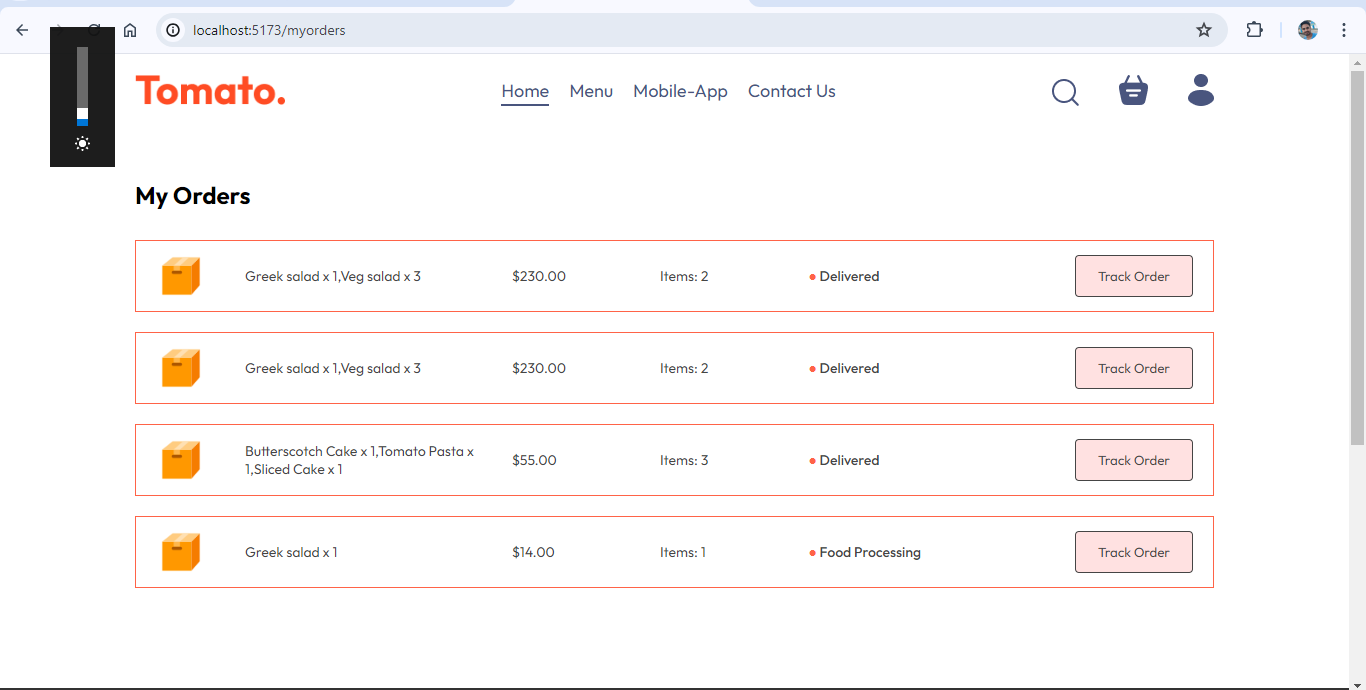 localhost:5173/myorders
Tomato.
Home Menu Mobile-App Contact Us
My Orders
Greek salad x 1,Veg salad x 3 $230.00 Items: 2 Delivered Track Order
Greek salad x 1,Veg salad x 3 $230.00 Items: 2 Delivered Track Order
Butterscotch Cake x 1,Tomato Pasta x
1,Sliced Cake x 1 $55.00 Items: 3 Delivered Track Order
Greek salad x 1 $14.00 Items: 1 Food Processing Track Order